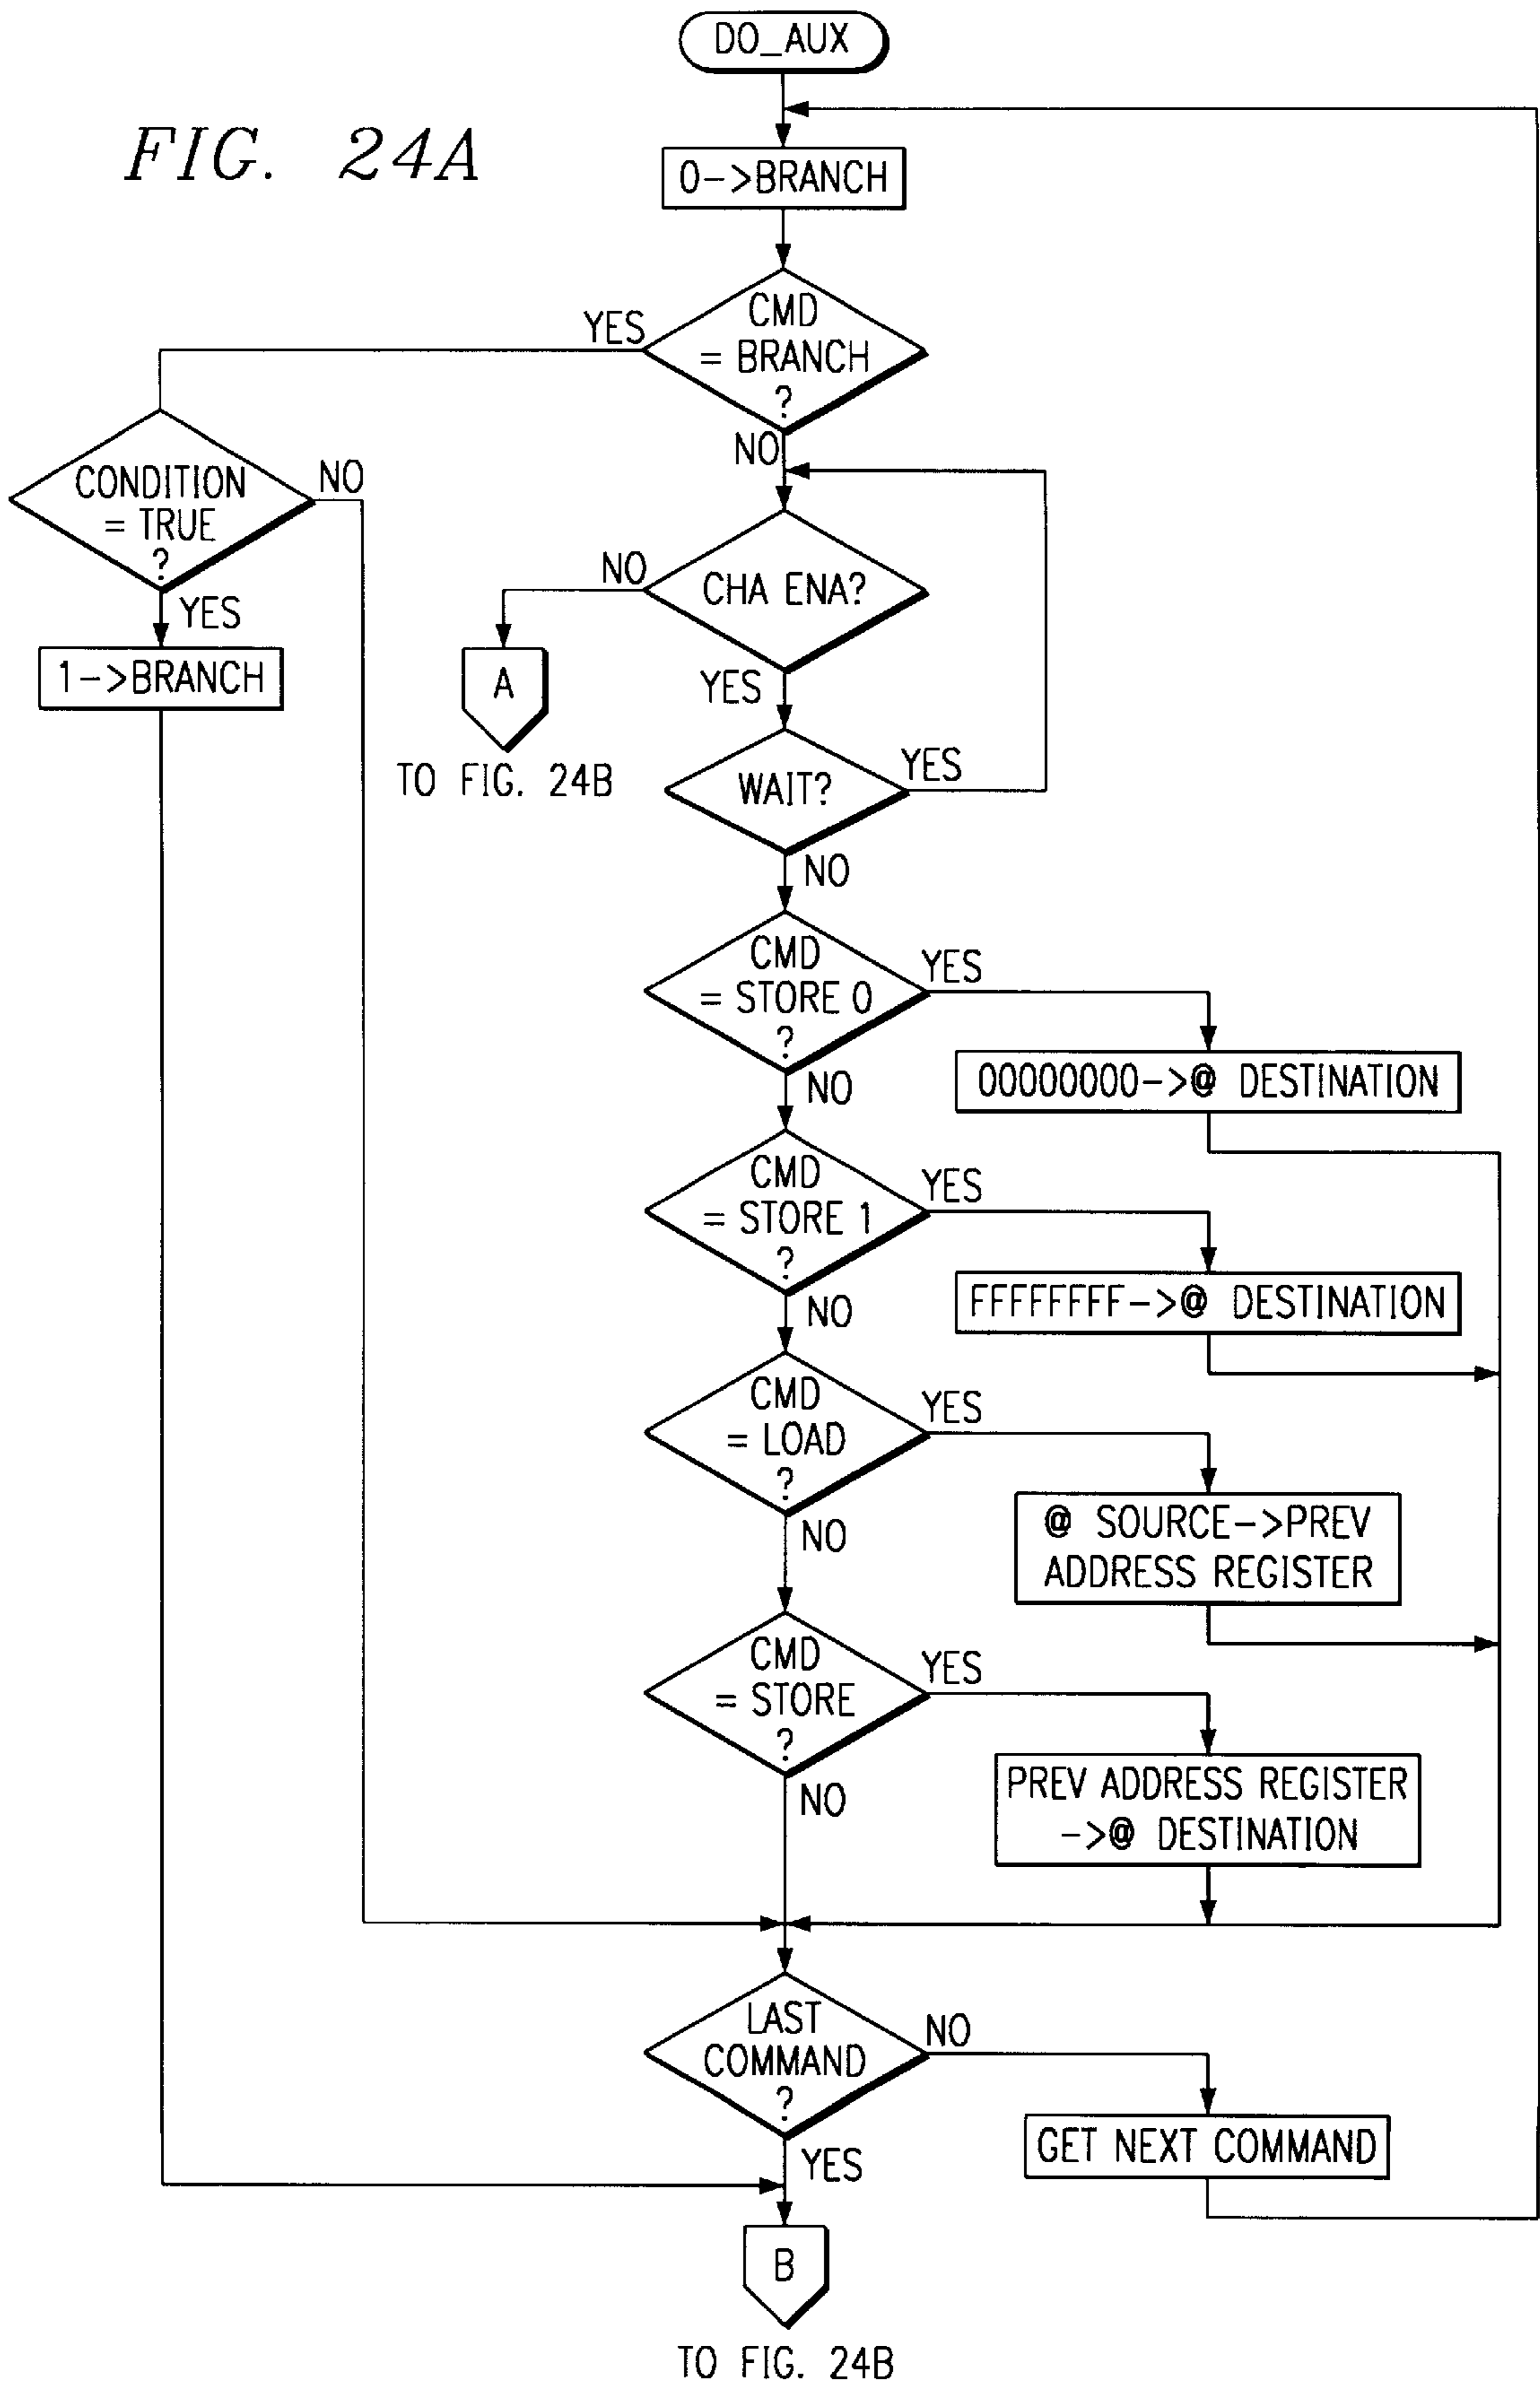 DO_AUX
FIG. 24A
0->BRANCH
CMD
= BRANCH
?
YES
NO
CONDITION
= TRUE
?
NO
YES
1->BRANCH
CHA ENA?
NO
YES
A
TO FIG. 24B
WAIT?
YES
NO
CMD
= STORE 0
?
YES
NO
00000000->@ DESTINATION
CMD
= STORE 1
?
YES
NO
FFFFFFFF->@ DESTINATION
CMD
= LOAD
?
YES
NO
@ SOURCE->PREV
ADDRESS REGISTER
CMD
= STORE
?
YES
NO
PREV ADDRESS REGISTER
->@ DESTINATION
LAST
COMMAND
?
NO
YES
GET NEXT COMMAND
B
TO FIG. 24B